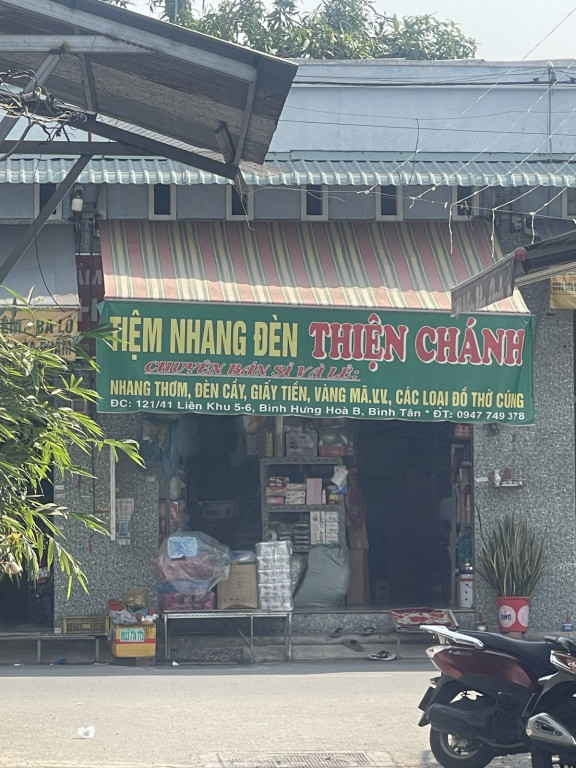 TIỆM NHANG ĐÈN THIỆN CHÁNH
CHUYÊN BÁN SỈ VÀ LẺ:
NHANG THƠM, ĐÈN CẦY, GIẤY TIỀN, VÀNG MÃ.V.V., CÁC LOẠI ĐỒ THỜ CÚNG
ĐC: 121/41 Liên Khu 5-6, Bình Hưng Hoà B, Bình Tân * ĐT: 0947 749 378
BA LÔ